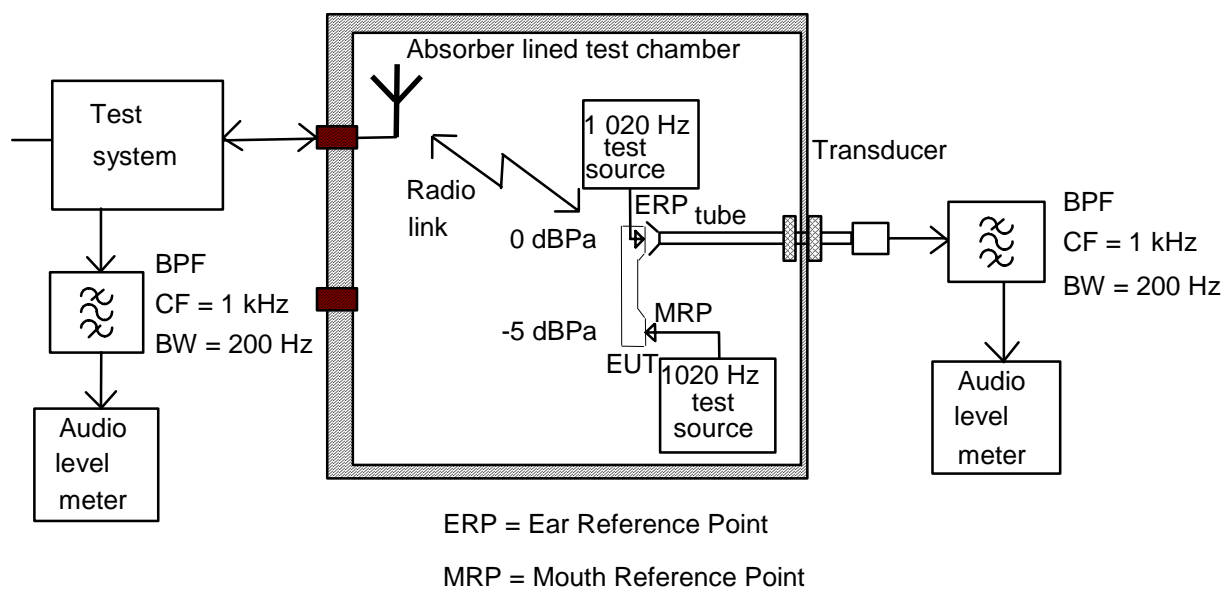 Absorber lined test chamber
Test
system
1 020 Hz
test
source
Transducer
Radio
link
ERP
tube
0 dBPa
BPF
CF = 1 kHz
BW = 200 Hz
BPF
CF = 1 kHz
BW = 200 Hz
MRP
-5 dBPa
EUT
1020 Hz
test
source
Audio
level
meter
Audio
level
meter
ERP = Ear Reference Point
MRP = Mouth Reference Point